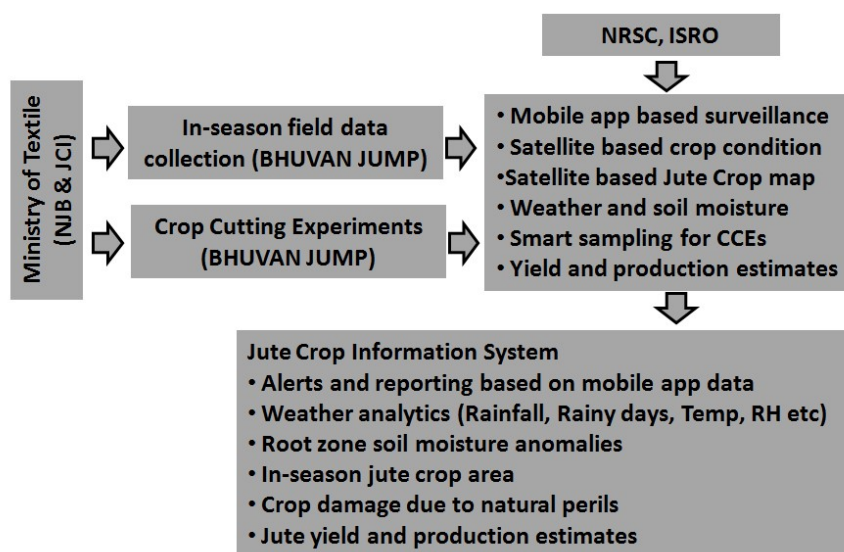 NRSC, ISRO
Ministry of Textile
(NJB & JCI)
In-season field data
collection (BHUVAN JUMP)
Crop Cutting Experiments
(BHUVAN JUMP)
• Mobile app based surveillance
• Satellite based crop condition
•Satellite based Jute Crop map
• Weather and soil moisture
• Smart sampling for CCEs
• Yield and production estimates
Jute Crop Information System
• Alerts and reporting based on mobile app data
• Weather analytics (Rainfall, Rainy days, Temp, RH etc)
• Root zone soil moisture anomalies
• In-season jute crop area
• Crop damage due to natural perils
• Jute yield and production estimates